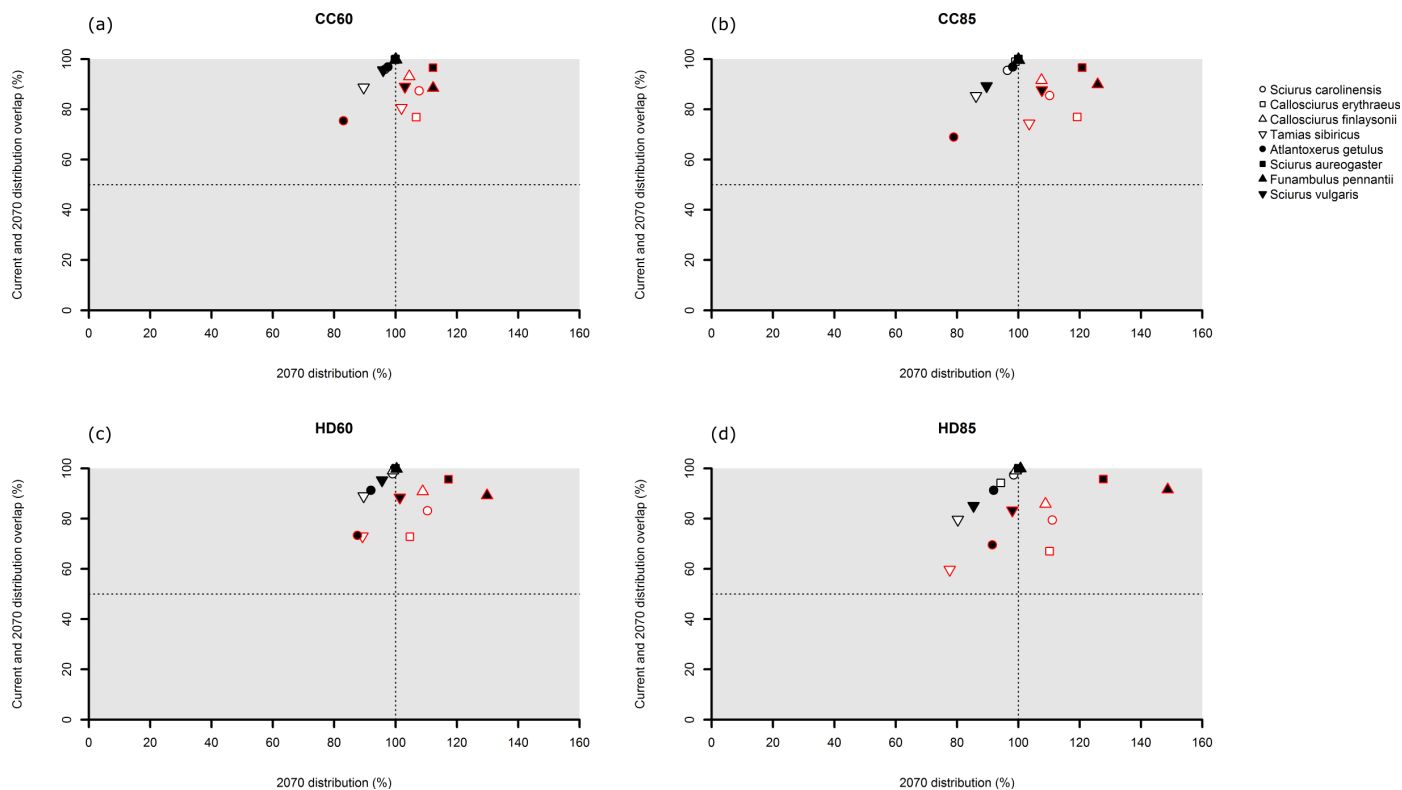 (a)
CC60
Current and 2070 distribution overlap (%)
100
80
60
40
20
0
0 20 40 60 80 100 120 140 160
2070 distribution (%)
(b)
CC85
Current and 2070 distribution overlap (%)
100
80
60
40
20
0
0 20 40 60 80 100 120 140 160
2070 distribution (%)
Sciurus carolinensis
Callosciurus erythraeus
Callosciurus finlaysonii
Tamias sibiricus
Atlantoxerus getulus
Sciurus aureogaster
Funambulus pennantii
Sciurus vulgaris
(c)
HD60
Current and 2070 distribution overlap (%)
100
80
60
40
20
0
0 20 40 60 80 100 120 140 160
2070 distribution (%)
(d)
HD85
Current and 2070 distribution overlap (%)
100
80
60
40
20
0
0 20 40 60 80 100 120 140 160
2070 distribution (%)